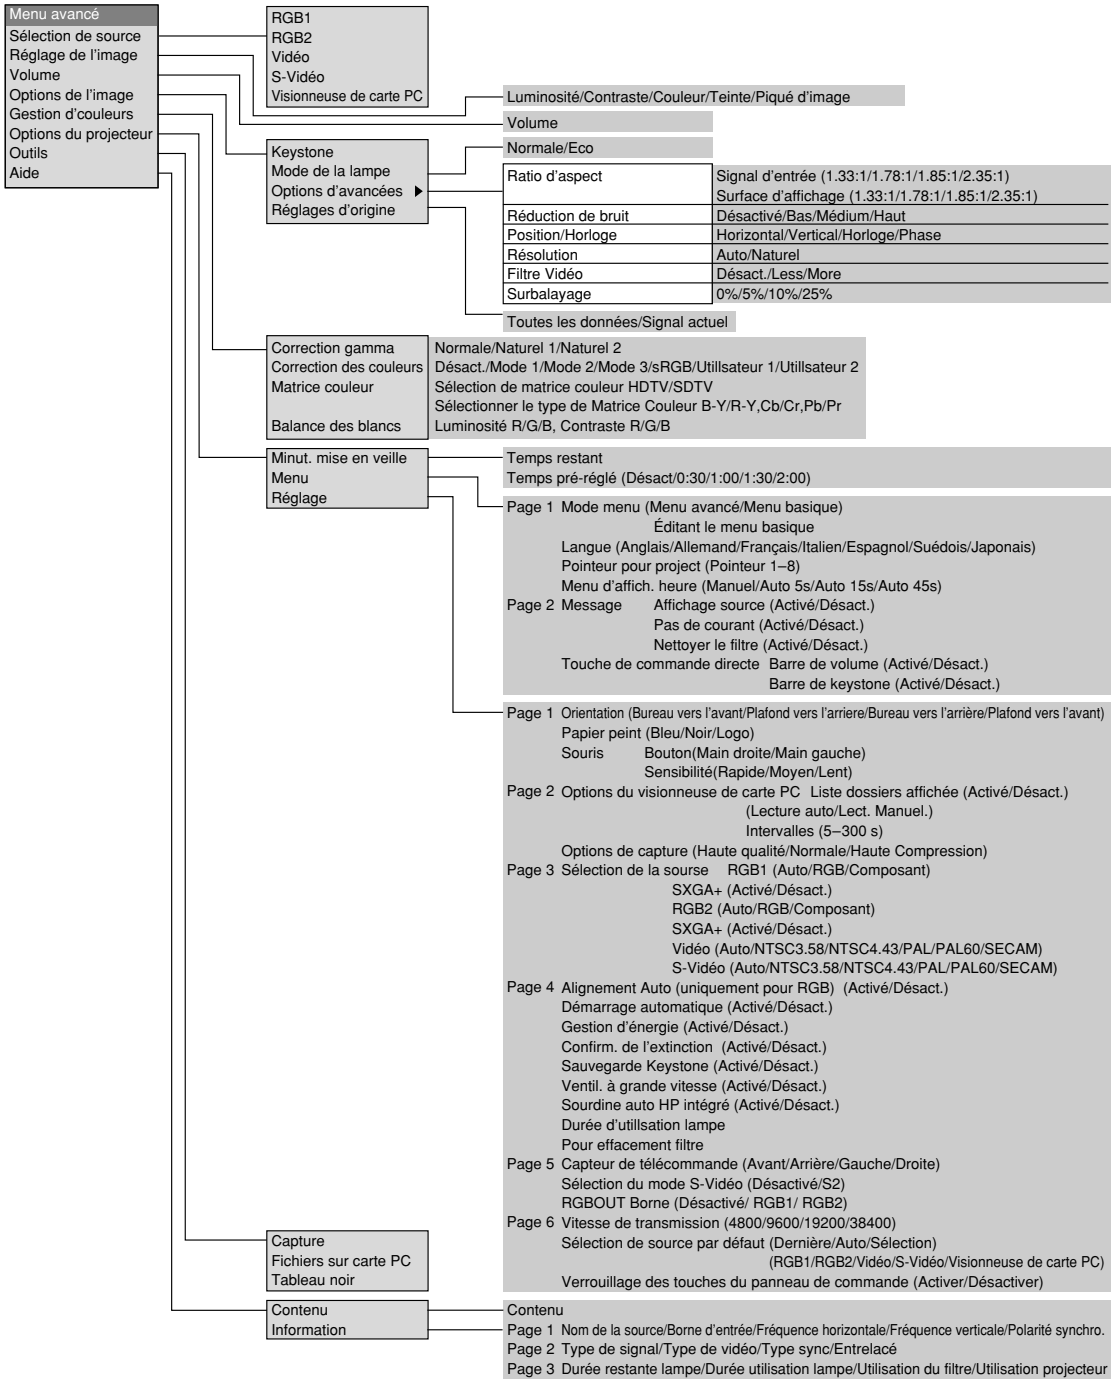 Menu avancé
Sélection de source
Réglage de l'image
Volume
Options de l'image
Gestion d'couleurs
Options du projecteur
Outils
Aide
RGB1
RGB2
Vidéo
S-Vidéo
Visionneuse de carte PC
Luminosité/Contraste/Couleur/Teinte/Piqué d'image
Volume
Keystone
Mode de la lampe
Options d'avancées
Réglages d'origine
Normale/Eco
Ratio d'aspect Signal d'entrée (1.33:1/1.78:1/1.85:1/2.35:1)
Surface d'affichage (1.33:1/1.78:1/1.85:1/2.35:1)
Réduction de bruit Désactivé/Bas/Médium/Haut
Position/Horloge Horizontal/Vertical/Horloge/Phase
Résolution Auto/Naturel
Filtre Vidéo Désact./Less/More
Surbalayage 0%/5%/10%/25%
Toutes les données/Signal actuel
Correction gamma Normale/Naturel 1/Naturel 2
Correction des couleurs Désact./Mode 1/Mode 2/Mode 3/sRGB/Utillsateur 1/Utillsateur 2
Matrice couleur Sélection de matrice couleur HDTV/SDTV
Sélectionner le type de Matrice Couleur B-Y/R-Y,Cb/Cr,Pb/Pr
Balance des blancs Luminosité R/G/B, Contraste R/G/B
Minut. mise en veille
Menu
Réglage
Temps restant
Temps pré-réglé (Désact/0:30/1:00/1:30/2:00)
Page 1 Mode menu (Menu avancé/Menu basique)
Éditant le menu basique
Langue (Anglais/Allemand/Français/Italien/Espagnol/Suédois/Japonais)
Pointeur pour project (Pointeur 1–8)
Menu d'affich. heure (Manuel/Auto 5s/Auto 15s/Auto 45s)
Page 2 Message Affichage source (Activé/Désact.)
Pas de courant (Activé/Désact.)
Nettoyer le filtre (Activé/Désact.)
Touche de commande directe Barre de volume (Activé/Désact.)
Barre de keystone (Activé/Désact.)
Page 1 Orientation (Bureau vers l'avant/Plafond vers l'arriere/Bureau vers l'arrière/Plafond vers l'avant)
Papier peint (Bleu/Noir/Logo)
Souris Bouton(Main droite/Main gauche)
Sensibilité(Rapide/Moyen/Lent)
Page 2 Options du visionneuse de carte PC Liste dossiers affichée (Activé/Désact.)
(Lecture auto/Lect. Manuel.)
Intervalles (5–300 s)
Options de capture (Haute qualité/Normale/Haute Compression)
Page 3 Sélection de la sourse RGB1 (Auto/RGB/Composant)
SXGA+ (Activé/Désact.)
RGB2 (Auto/RGB/Composant)
SXGA+ (Activé/Désact.)
Vidéo (Auto/NTSC3.58/NTSC4.43/PAL/PAL60/SECAM)
S-Vidéo (Auto/NTSC3.58/NTSC4.43/PAL/PAL60/SECAM)
Page 4 Alignement Auto (uniquement pour RGB) (Activé/Désact.)
Démarrage automatique (Activé/Désact.)
Gestion d'énergie (Activé/Désact.)
Confirm. de l'extinction (Activé/Désact.)
Sauvegarde Keystone (Activé/Désact.)
Ventil. à grande vitesse (Activé/Désact.)
Sourdine auto HP intégré (Activé/Désact.)
Durée d'utillsation lampe
Pour effacement filtre
Page 5 Capteur de télécommande (Avant/Arrière/Gauche/Droite)
Sélection du mode S-Vidéo (Désactivé/S2)
RGBOUT Borne (Désactivé/ RGB1/ RGB2)
Page 6 Vitesse de transmission (4800/9600/19200/38400)
Sélection de source par défaut (Dernière/Auto/Sélection)
(RGB1/RGB2/Vidéo/S-Vidéo/Visionneuse de carte PC)
Verrouillage des touches du panneau de commande (Activer/Désactiver)
Capture
Fichiers sur carte PC
Tableau noir
Contenu
Information
Contenu
Page 1 Nom de la source/Borne d'entrée/Fréquence horizontale/Fréquence verticale/Polarité synchro.
Page 2 Type de signal/Type de vidéo/Type sync/Entrelacé
Page 3 Durée restante lampe/Durée utilisation lampe/Utilisation du filtre/Utilisation projecteur